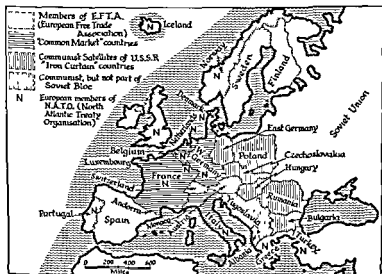 Members of E.F.T.A.
(European Free Trade
Association)
"Common Market" countries
Communist Satellites of U.S.S.R
"Iron Curtain" countries
Communist, but not part of
Soviet Bloc
N European members of
N.A.T.O. (North
Atlantic Treaty
Organisation)
Iceland
N
Norway
N
Sweden
Finland
Soviet Union
Denmark
N
N
Netherlands
East Germany
Belgium
Luxembourg
W. Germany
N
Poland
Czechoslovakia
Hungary
Switzerland
France
N
Rumania
Andorra
Monaco
Italy
N
Yugoslavia
Bulgaria
Portugal
N
Spain
Albania
Greece
N
0 200 400 600
Miles